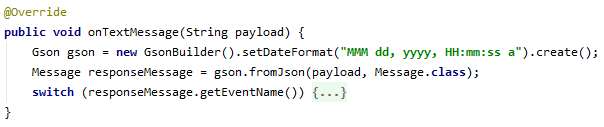 @Override
public void onTextMessage(String payload) {
    Gson gson = new GsonBuilder().setDateFormat("MMM dd, yyyy, HH:mm:ss a").create();
    Message responseMessage = gson.fromJson(payload, Message.class);
    switch (responseMessage.getEventName()) {...}
}